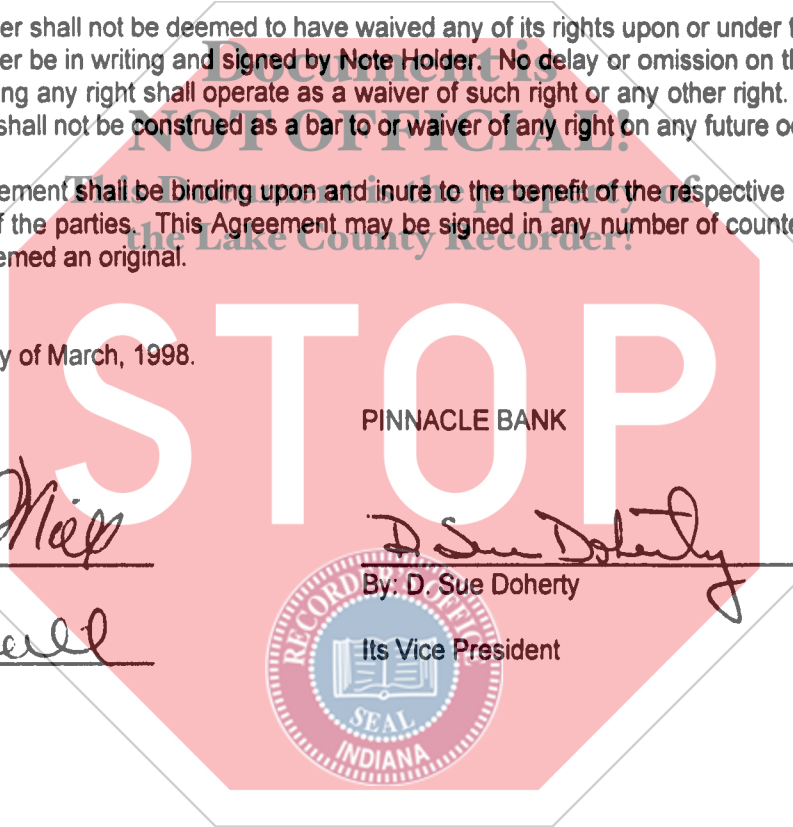 er shall not be deemed to have waived any of its rights upon or under
er be in writing and signed by Note Holder. No delay or omission on
ng any right shall operate as a waiver of such right or any other right.
shall not be construed as a bar to or waiver of any right on any future
Document is
NOT OFFICIAL!
This Document is the property of
the Lake County Recorder!
ement shall be binding upon and inure to the benefit of the respective
f the parties. This Agreement may be signed in any number of
emed an original.
STOP
y of March, 1998.
PINNACLE BANK
D Sue Doherty
By: D. Sue Doherty
Its Vice President
RECORDER'S OFFICE
SEAL
INDIANA